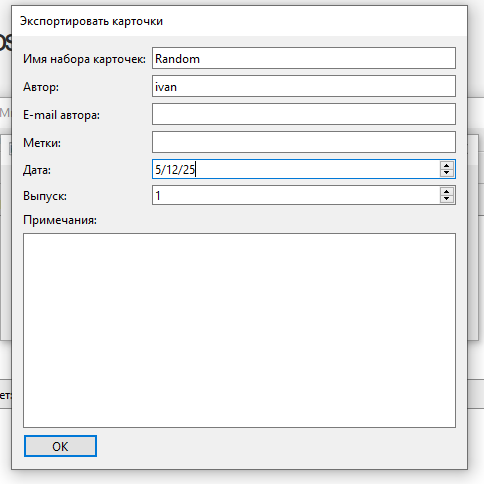 Экспортировать карточки
Имя набора карточек: Random
Автор: ivan
E-mail автора:
Метки:
Дата: 5/12/25
Выпуск: 1
Примечания:
OK